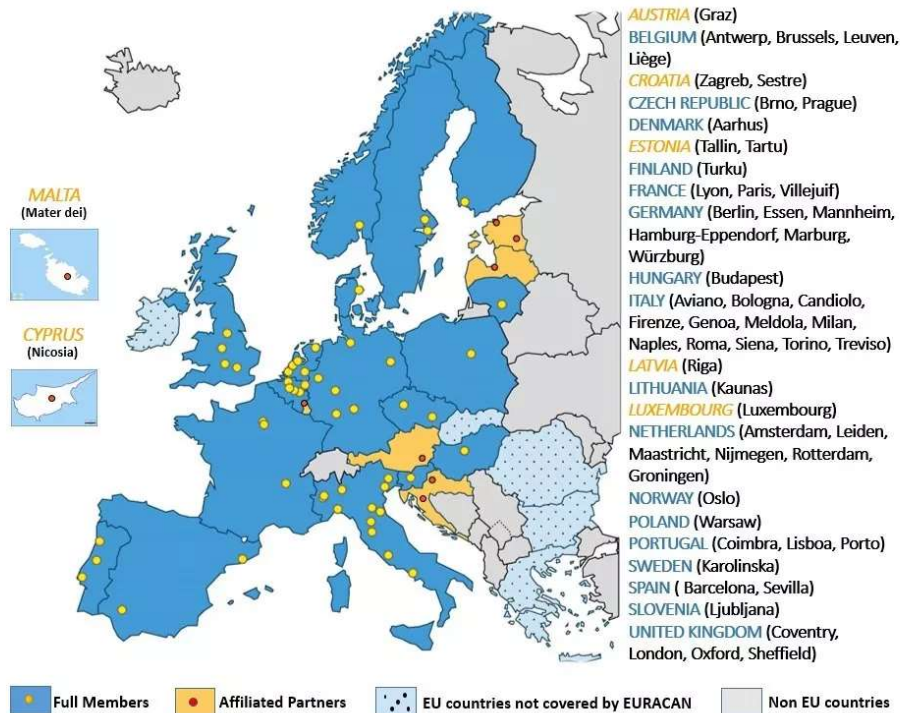 MALTA
(Mater dei)
CYPRUS
(Nicosia)
AUSTRIA (Graz)
BELGIUM (Antwerp, Brussels, Leuven,
Liège)
CROATIA (Zagreb, Sestre)
CZECH REPUBLIC (Brno, Prague)
DENMARK (Aarhus)
ESTONIA (Tallin, Tartu)
FINLAND (Turku)
FRANCE (Lyon, Paris, Villejuif)
GERMANY (Berlin, Essen, Mannheim,
Hamburg-Eppendorf, Marburg,
Würzburg)
HUNGARY (Budapest)
ITALY (Aviano, Bologna, Candiolo,
Firenze, Genoa, Meldola, Milan,
Naples, Roma, Siena, Torino, Treviso)
LATVIA (Riga)
LITHUANIA (Kaunas)
LUXEMBOURG (Luxembourg)
NETHERLANDS (Amsterdam, Leiden,
Maastricht, Nijmegen, Rotterdam,
Groningen)
NORWAY (Oslo)
POLAND (Warsaw)
PORTUGAL (Coimbra, Lisboa, Porto)
SWEDEN (Karolinska)
SPAIN ( Barcelona, Sevilla)
SLOVENIA (Ljubljana)
UNITED KINGDOM (Coventry,
London, Oxford, Sheffield)
Full Members
Affiliated Partners
EU countries not covered by EURACAN
Non EU countries